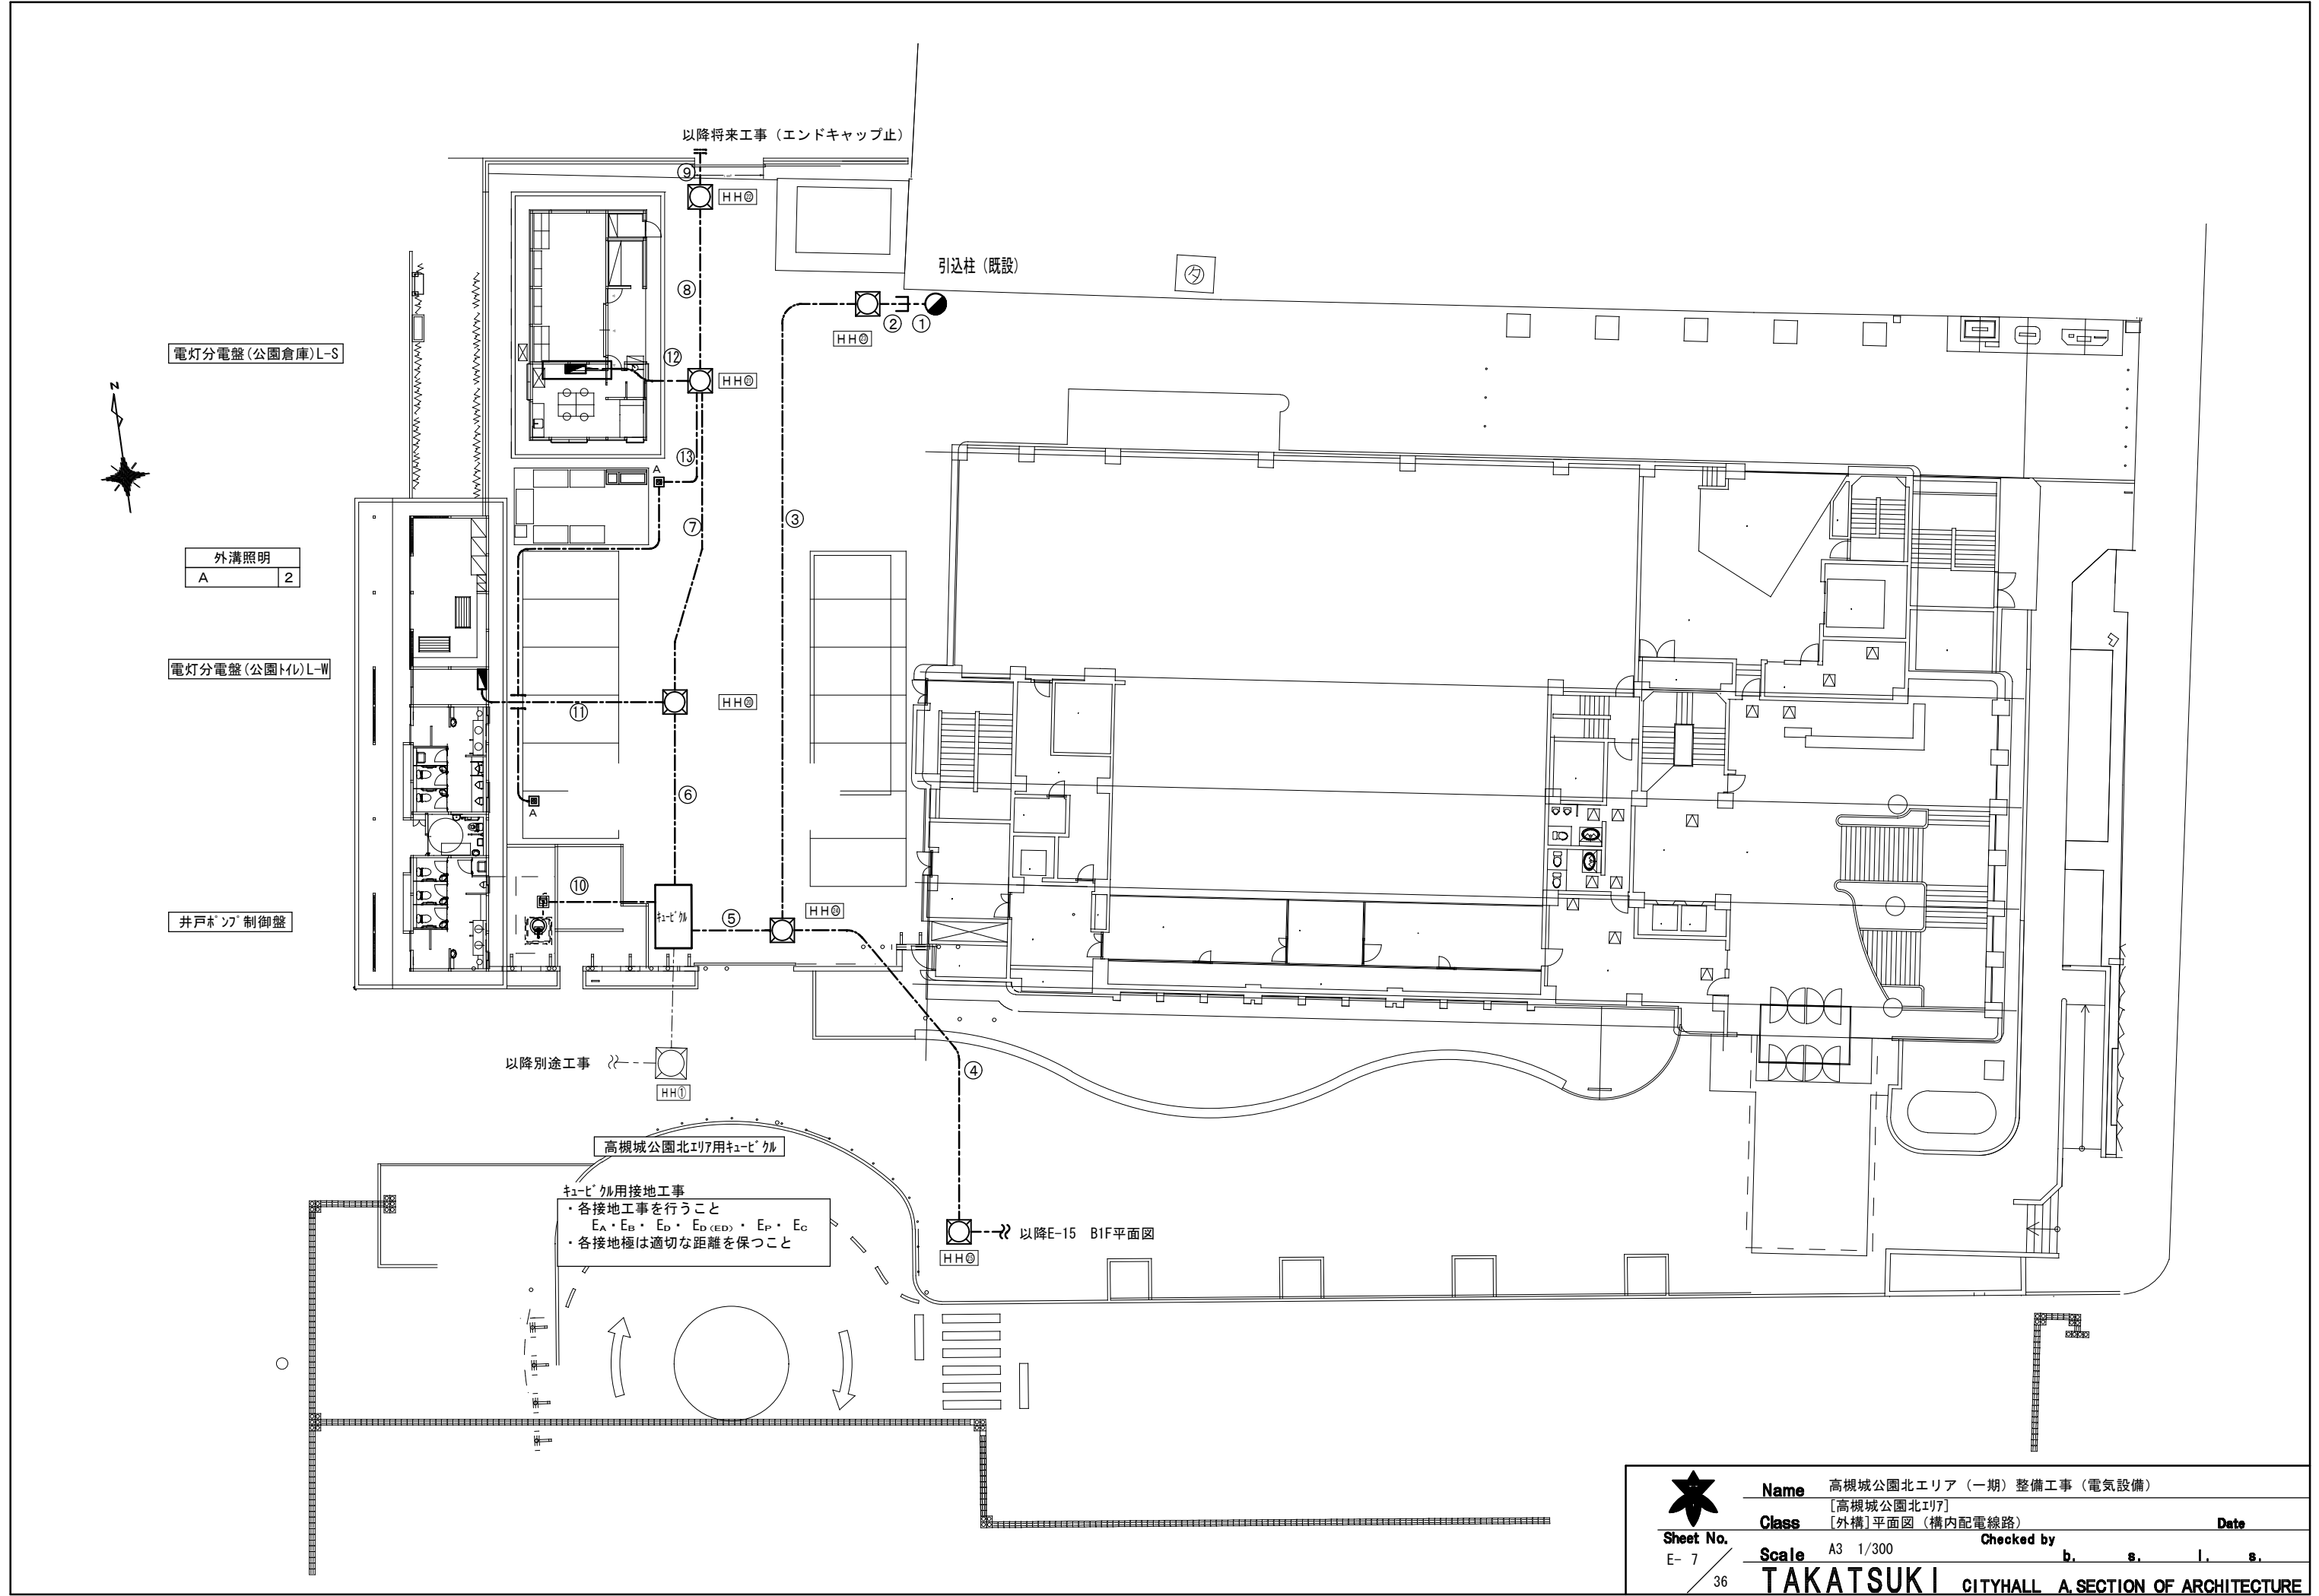 以降将来工事（エンドキャップ止）
⑨
HH㉒
引込柱（既設）
タ
⑧
② ①
HH
電灯分電盤(公園倉庫)L-S
⑫
HH㉑
N
⑬
A
③
⑦
外溝照明
A 2
電灯分電盤(公園ﾄｲﾚ)L-W
⑪
HH⑳
⑥
A
⑩
ｷｭｰﾋﾞｸﾙ
⑤
HH
井戸ﾎﾟﾝﾌﾟ制御盤
以降別途工事
④
HH①
高槻城公園北ｴﾘｱ用ｷｭｰﾋﾞｸﾙ
ｷｭｰﾋﾞｸﾙ用接地工事
・各接地工事を行うこと
EA・EB・ ED・ ED(ED)・ EP・ EC
・各接地極は適切な距離を保つこと
以降E-15 B1F平面図
HH
Name 高槻城公園北エリア（一期）整備工事（電気設備）
[高槻城公園北ｴﾘｱ]
Class [外構]平面図（構内配電線路） Date
Sheet No. E- 7 / 36
Scale A3 1/300 Checked by b. s. l. s.
TAKATSUKI CITYHALL A.SECTION OF ARCHITECTURE